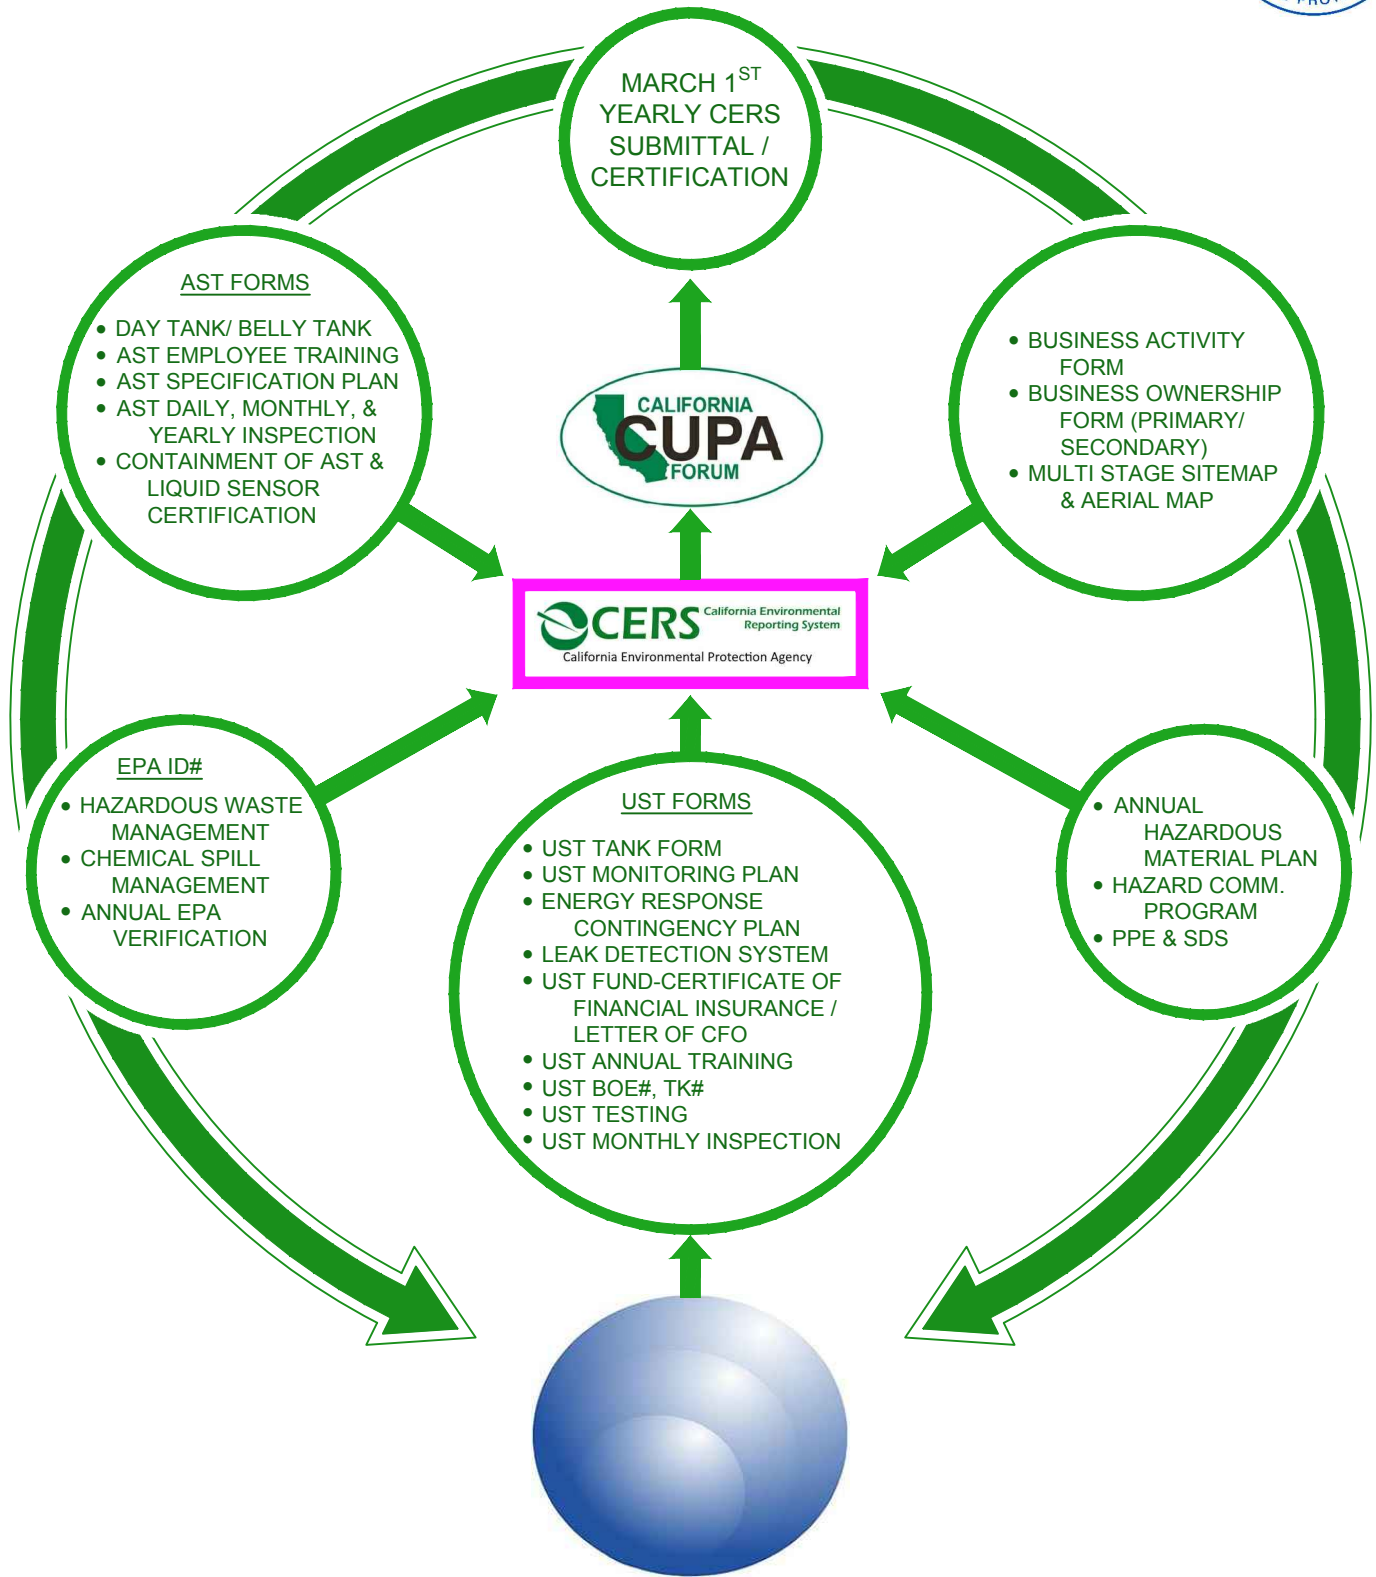 PROV
MARCH 1ST
YEARLY CERS
SUBMITTAL /
CERTIFICATION
AST FORMS
• DAY TANK/ BELLY TANK
• AST EMPLOYEE TRAINING
• AST SPECIFICATION PLAN
• AST DAILY, MONTHLY, &
YEARLY INSPECTION
• CONTAINMENT OF AST &
LIQUID SENSOR
CERTIFICATION
• BUSINESS ACTIVITY
FORM
• BUSINESS OWNERSHIP
FORM (PRIMARY/
SECONDARY)
• MULTI STAGE SITEMAP
& AERIAL MAP
CALIFORNIA
CUPA
FORUM
CERS California Environmental
Reporting System
California Environmental Protection Agency
EPA ID#
• HAZARDOUS WASTE
MANAGEMENT
• CHEMICAL SPILL
MANAGEMENT
• ANNUAL EPA
VERIFICATION
UST FORMS
• UST TANK FORM
• UST MONITORING PLAN
• ENERGY RESPONSE
CONTINGENCY PLAN
• LEAK DETECTION SYSTEM
• UST FUND-CERTIFICATE OF
FINANCIAL INSURANCE /
LETTER OF CFO
• UST ANNUAL TRAINING
• UST BOE#, TK#
• UST TESTING
• UST MONTHLY INSPECTION
• ANNUAL
HAZARDOUS
MATERIAL PLAN
• HAZARD COMM.
PROGRAM
• PPE & SDS